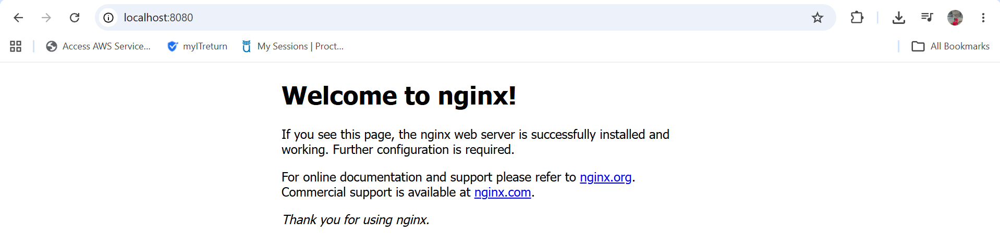 localhost:8080
Access AWS Service...
myITreturn
My Sessions | Proct...
All Bookmarks
Welcome to nginx!
If you see this page, the nginx web server is successfully installed and
working. Further configuration is required.
For online documentation and support please refer to nginx.org.
Commercial support is available at nginx.com.
Thank you for using nginx.